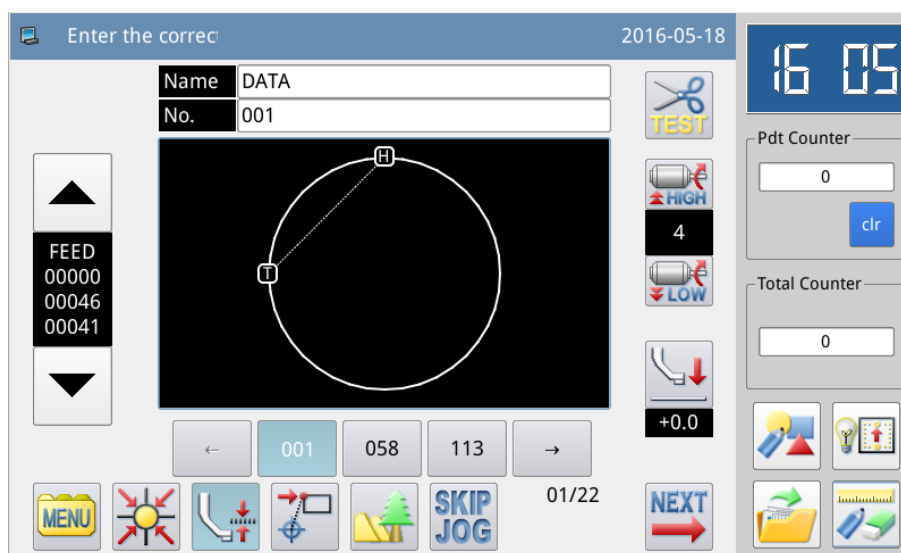 Enter the correc
2016-05-18
16 05
Name DATA
No. 001
TEST
Pdt Counter
0
clr
H
T
HIGH
4
LOW
FEED
00000
00046
00041
Total Counter
0
+0.0
← 001 058 113 →
01/22
MENU
SKIP
JOG
NEXT